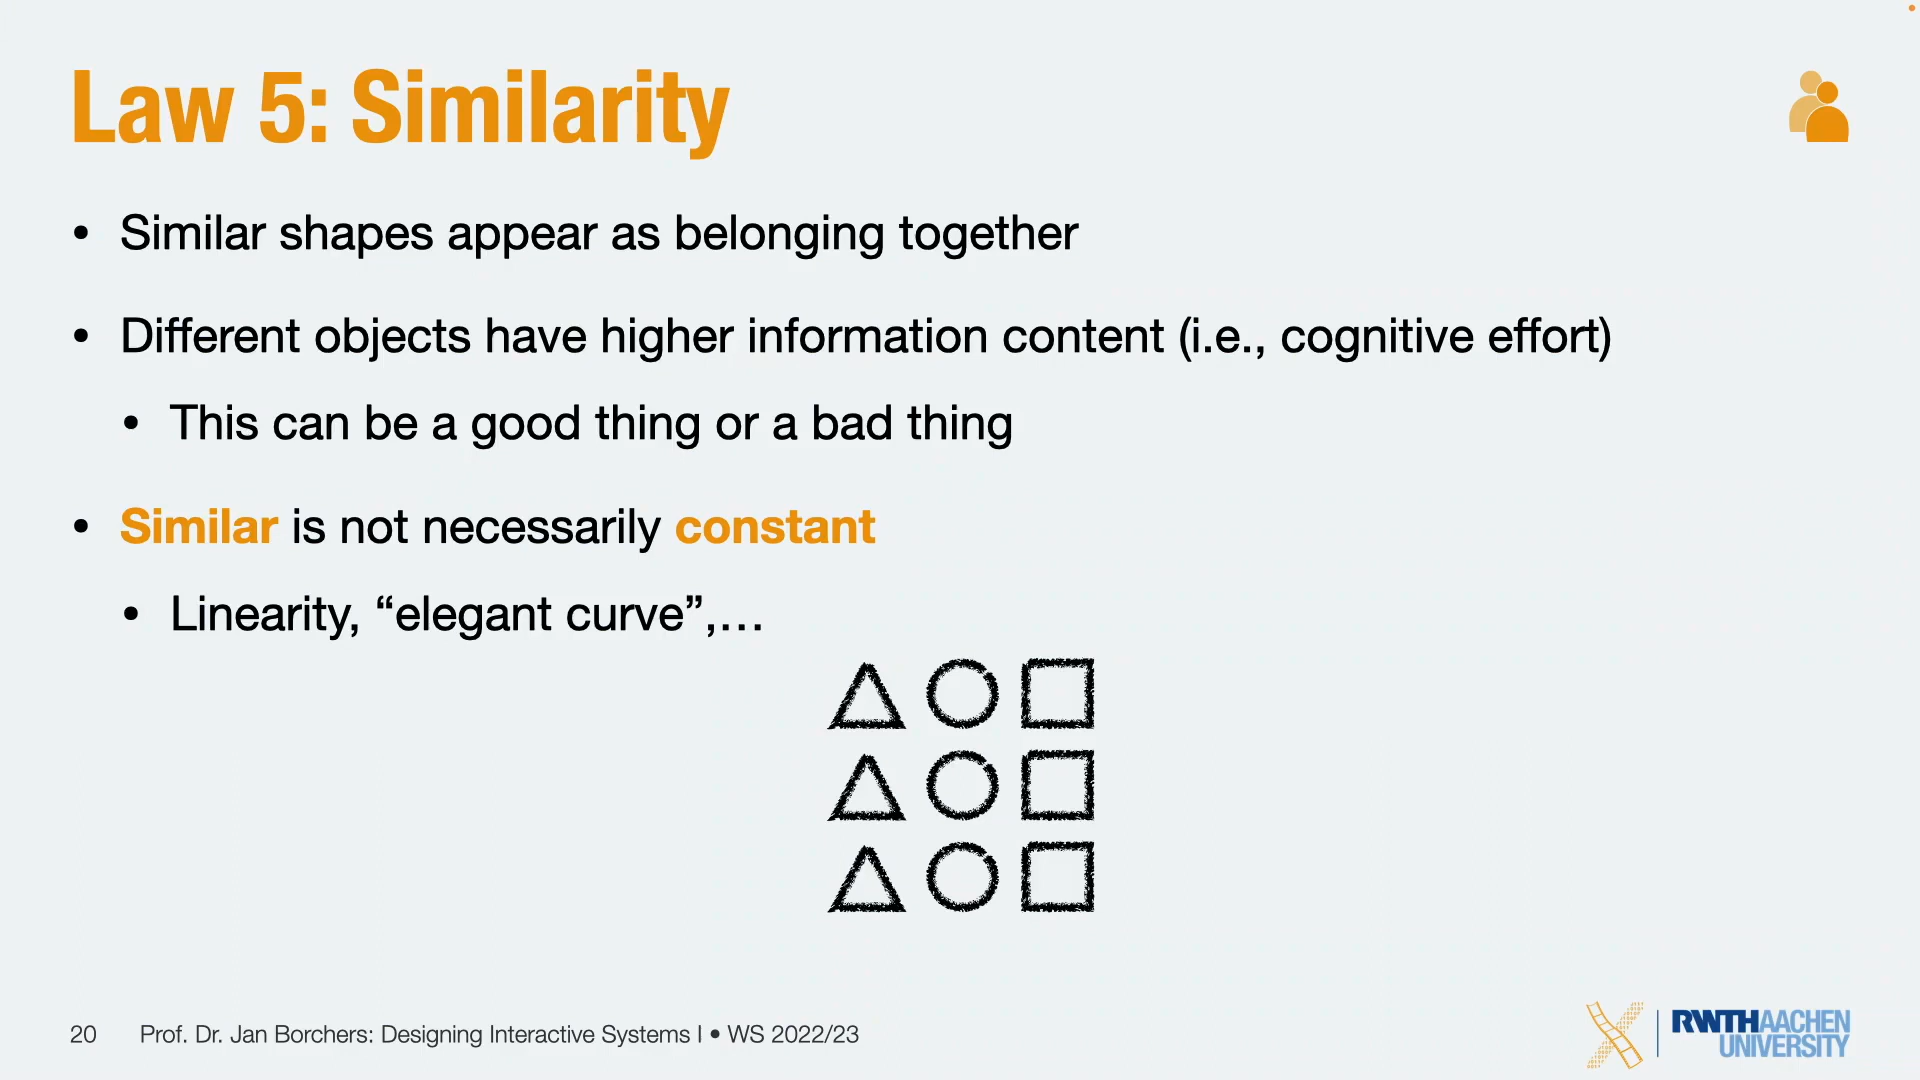 Law 5: Similarity
• Similar shapes appear as belonging together
• Different objects have higher information content (i.e., cognitive effort)
• This can be a good thing or a bad thing
• Similar is not necessarily constant
• Linearity, “elegant curve”,…
20 Prof. Dr. Jan Borchers: Designing Interactive Systems I • WS 2022/23
RWTHAACHEN
UNIVERSITY